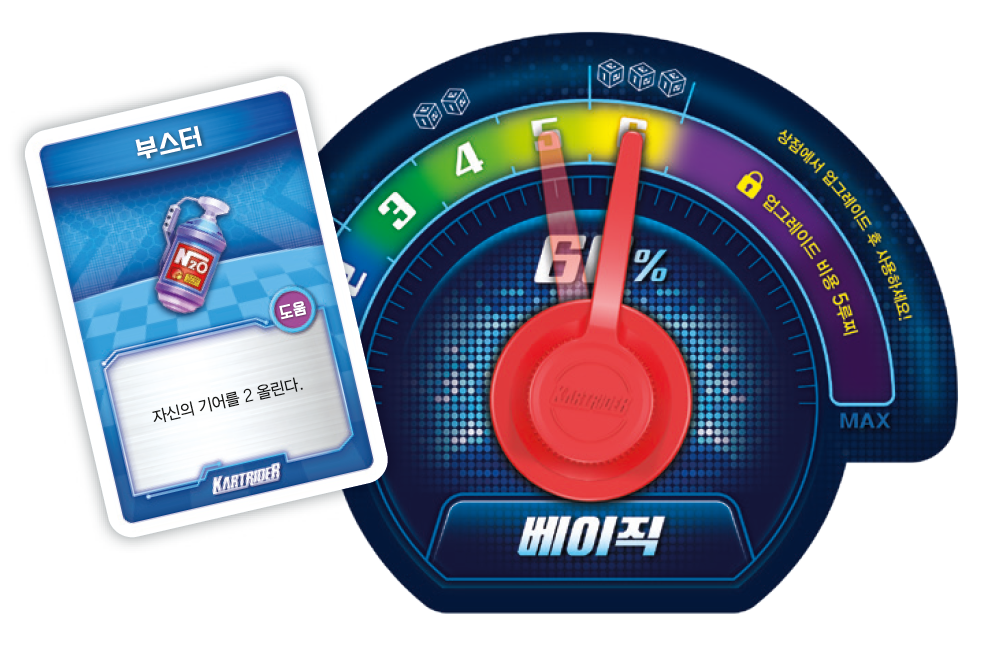 부스터
N2O
도움
자신의 기어를 2 올린다.
KARTRIDER
3
4
5
6
%
상점에서 업그레이드 후 사용하세요!
업그레이드 비용 5루찌
MAX
KARTRIDER
베이직